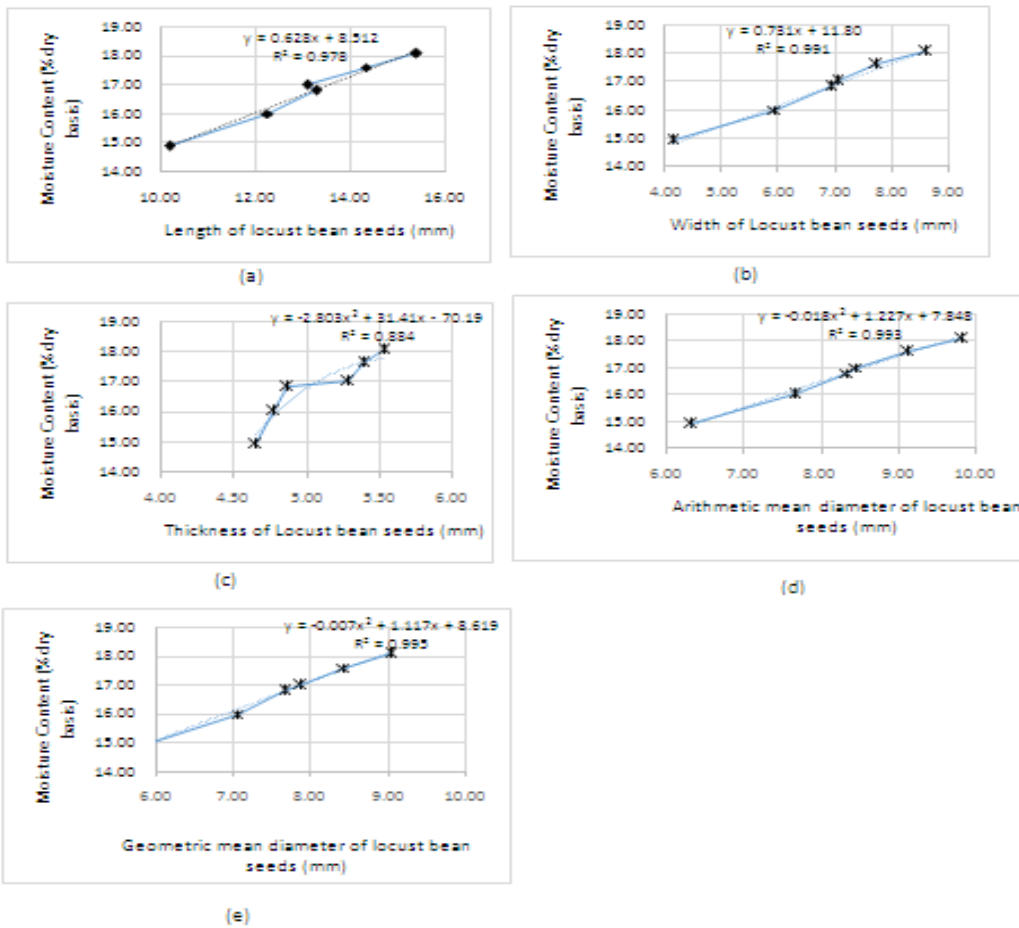 19.00
18.00
17.00
16.00
15.00
14.00
Moisture Content (% dry
basis)
y = 0.628x + 8.512
R² = 0.978
10.00 12.00 14.00 16.00
Length of locust bean seeds (mm)
(a)
19.00
18.00
17.00
16.00
15.00
14.00
Moisture Content (% dry
basis)
y = 0.731x + 11.80
R² = 0.991
4.00 5.00 6.00 7.00 8.00 9.00
Width of Locust bean seeds (mm)
(b)
19.00
18.00
17.00
16.00
15.00
14.00
Moisture Content (% dry
basis)
y = -2.803x² + 31.41x - 70.19
R² = 0.884
4.00 4.50 5.00 5.50 6.00
Thickness of Locust bean seeds (mm)
(c)
19.00
18.00
17.00
16.00
15.00
14.00
Moisture Content (% dry
basis)
y = -0.018x² + 1.227x + 7.848
R² = 0.993
6.00 7.00 8.00 9.00 10.00
Arithmetic mean diameter of locust bean
seeds (mm)
(d)
19.00
18.00
17.00
16.00
15.00
14.00
Moisture Content (% dry
basis)
y = -0.007x² + 1.117x + 8.619
R² = 0.995
6.00 7.00 8.00 9.00 10.00
Geometric mean diameter of locust bean
seeds (mm)
(e)